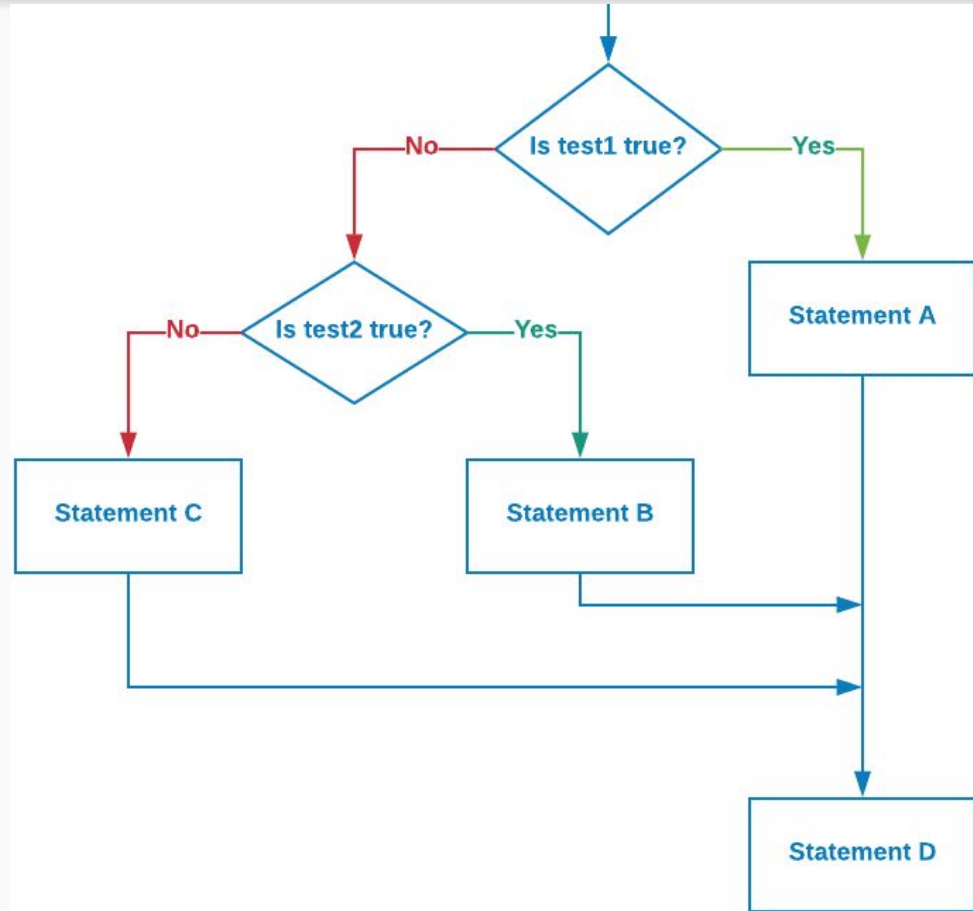 Is test1 true?
No
Yes
Statement A
Is test2 true?
No
Yes
Statement C
Statement B
Statement D